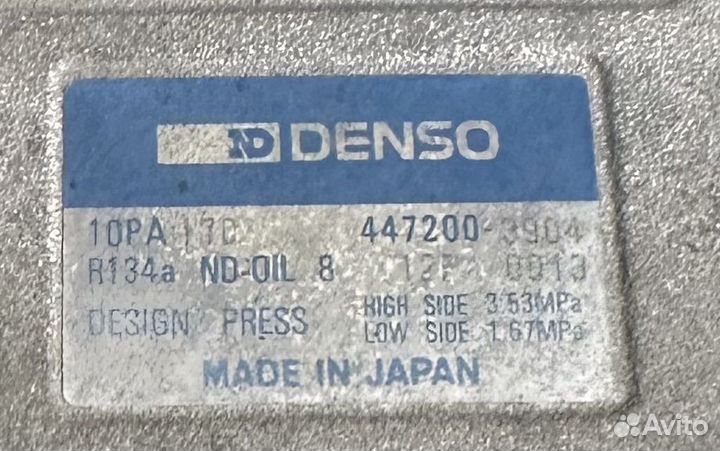 ND DENSO
10PA17C 447200-3904
R134a ND-OIL 8
DESIGN PRESS HIGH SIDE 3.53MPa
LOW SIDE 1.67MPa
MADE IN JAPAN
Avito